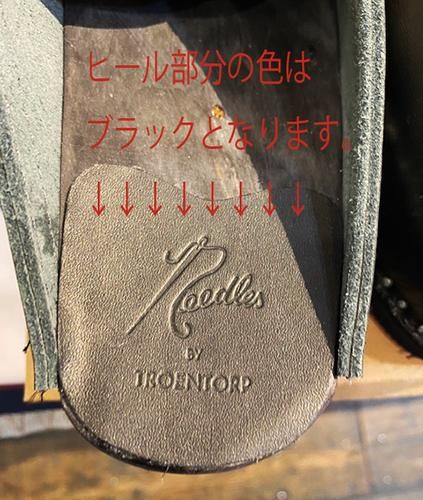 ヒール部分の色は
ブラックとなります。
↓↓↓↓↓↓↓↓
Needles
BY
TROENTORP